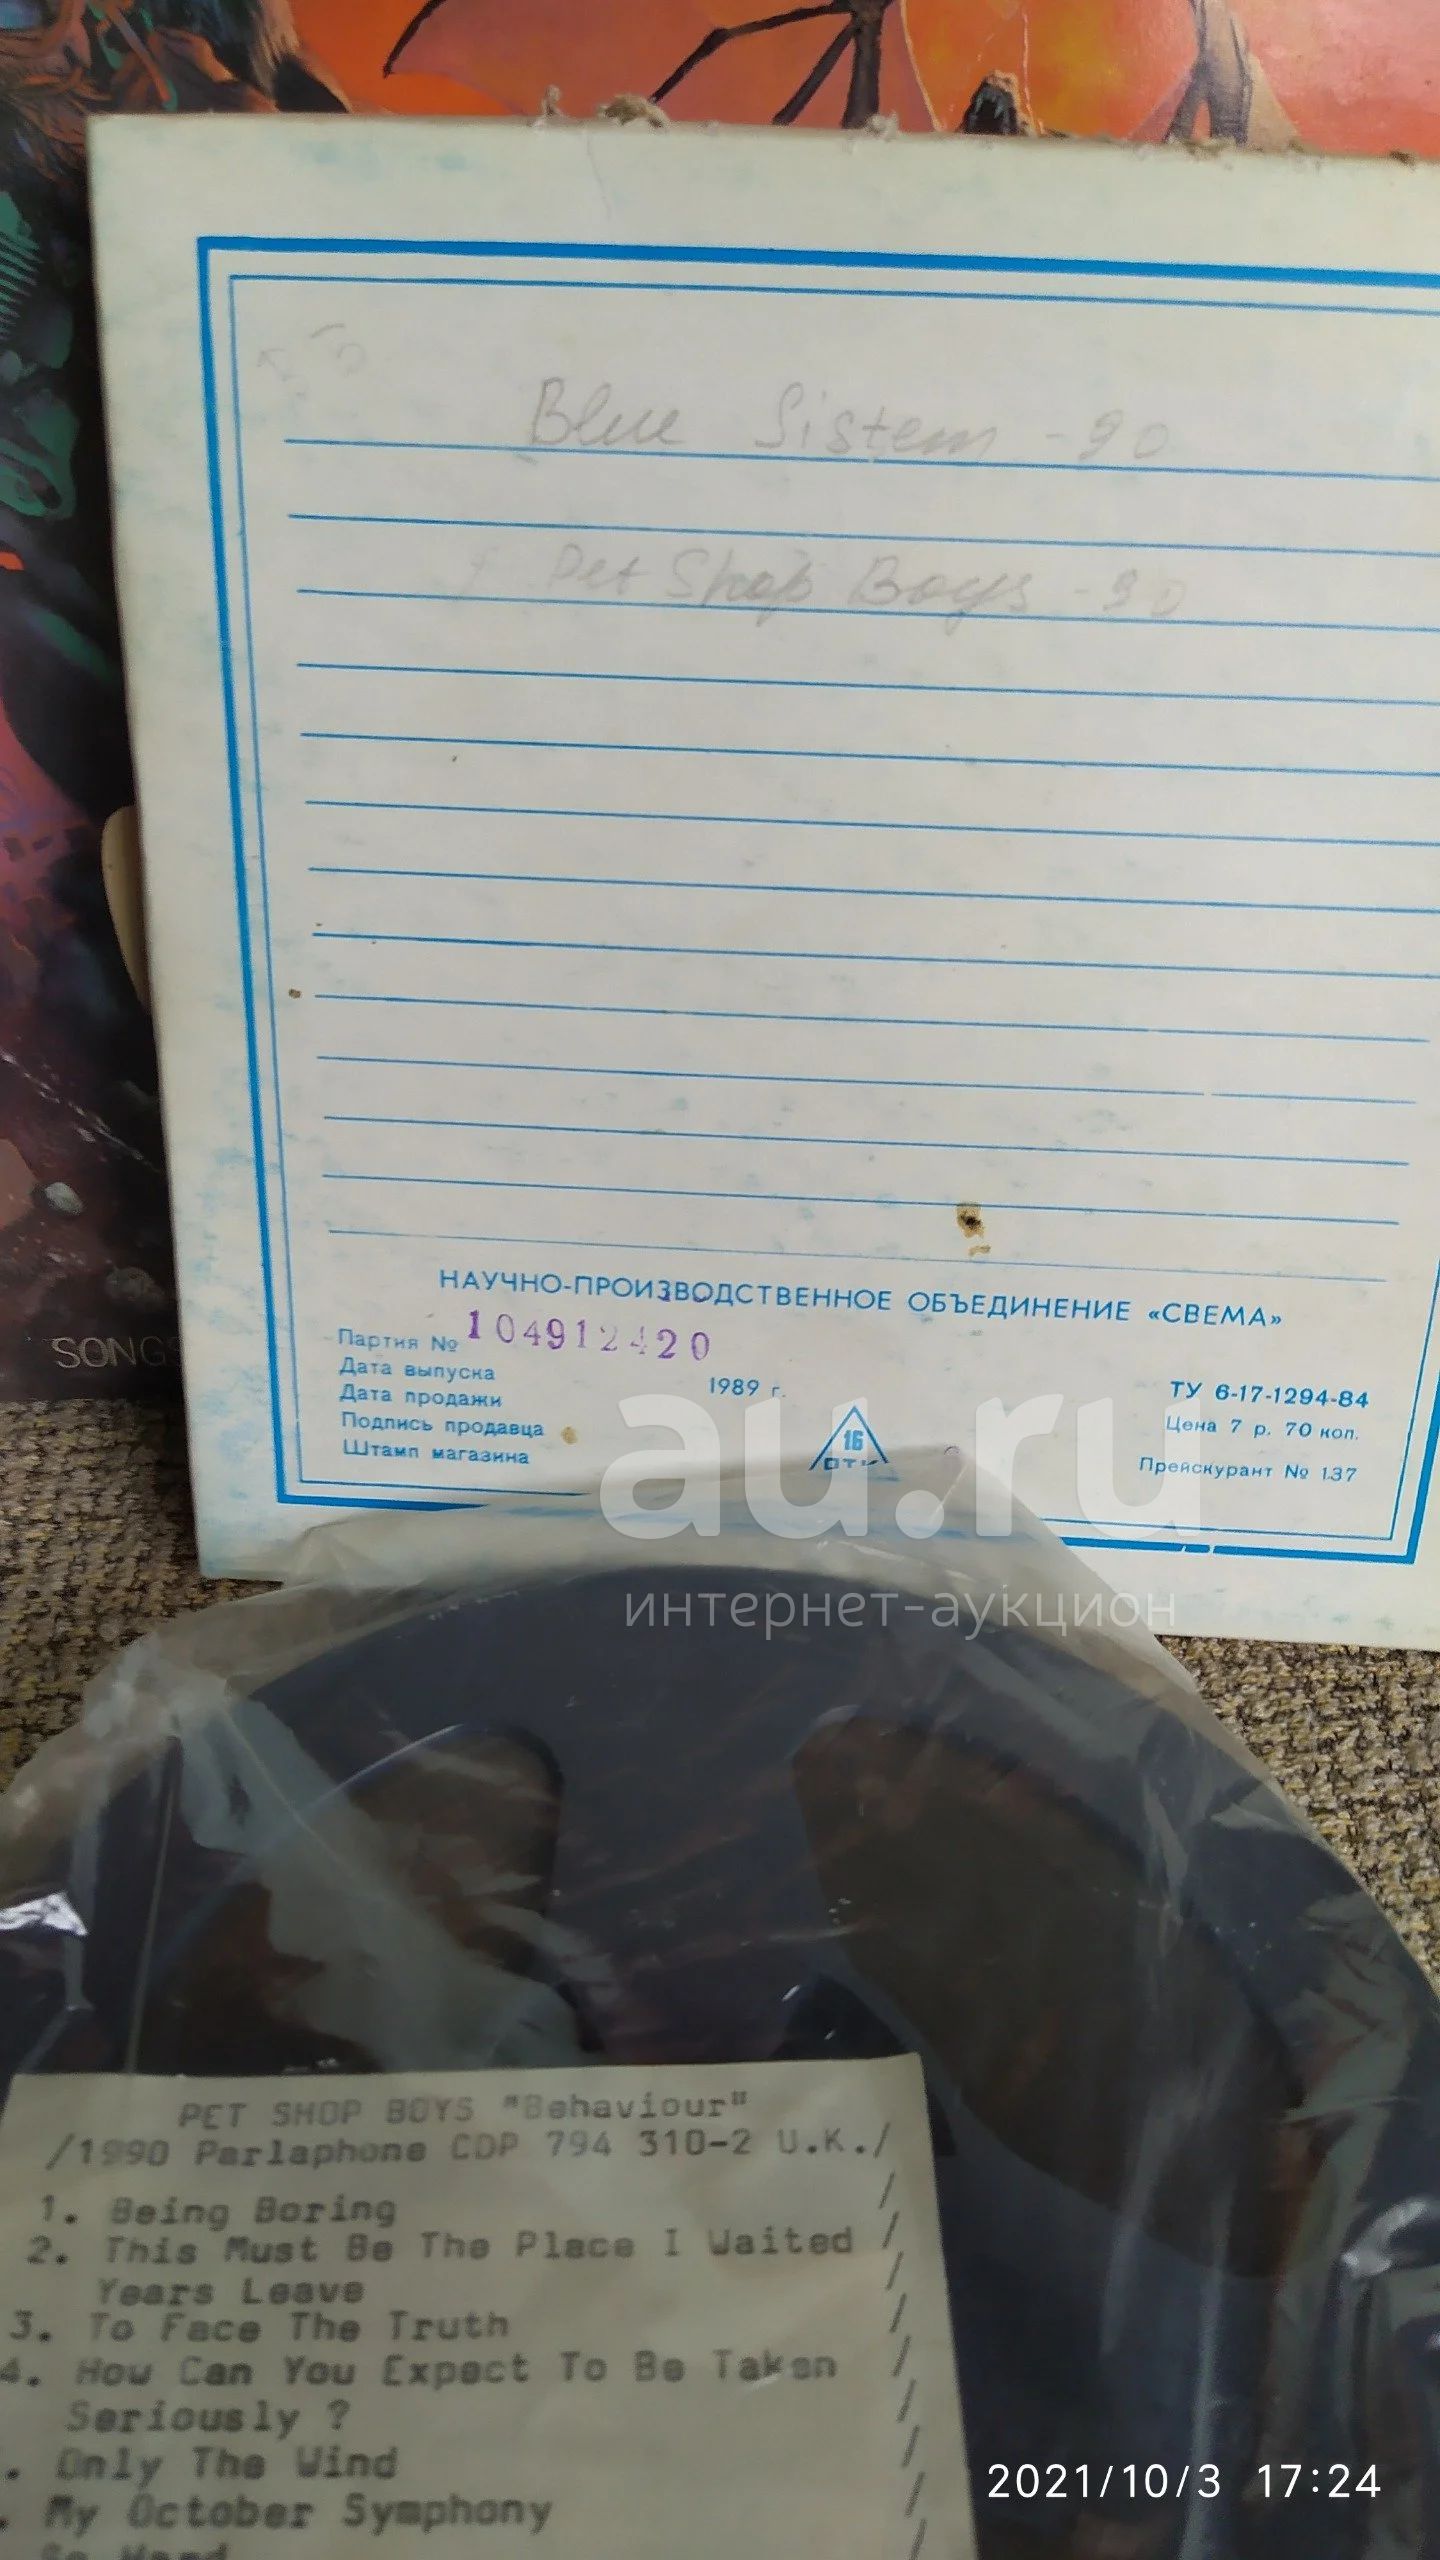 Blue Sistem - 90
Pet Shop Boys - 90
НАУЧНО-ПРОИЗВОДСТВЕННОЕ ОБЪЕДИНЕНИЕ «СВЕМА»
Партия № 104912420
Дата выпуска
1989 г.
Дата продажи
Подпись продавца
Штамп магазина
16
ОТК
ТУ 6-17-1294-84
Цена 7 р. 70 коп.
Прейскурант № 137
SONGS
au.ru
интернет-аукцион
PET SHOP BOYS "Behaviour"
/1990 Parlaphone CDP 794 310-2 U.K./
1. Being Boring
2. This Must Be The Place I Waited
Years Leave
3. To Face The Truth
4. How Can You Expect To Be Taken
Seriously ?
. Only The Wind
. My October Symphony
So Hard
2021/10/3 17:24